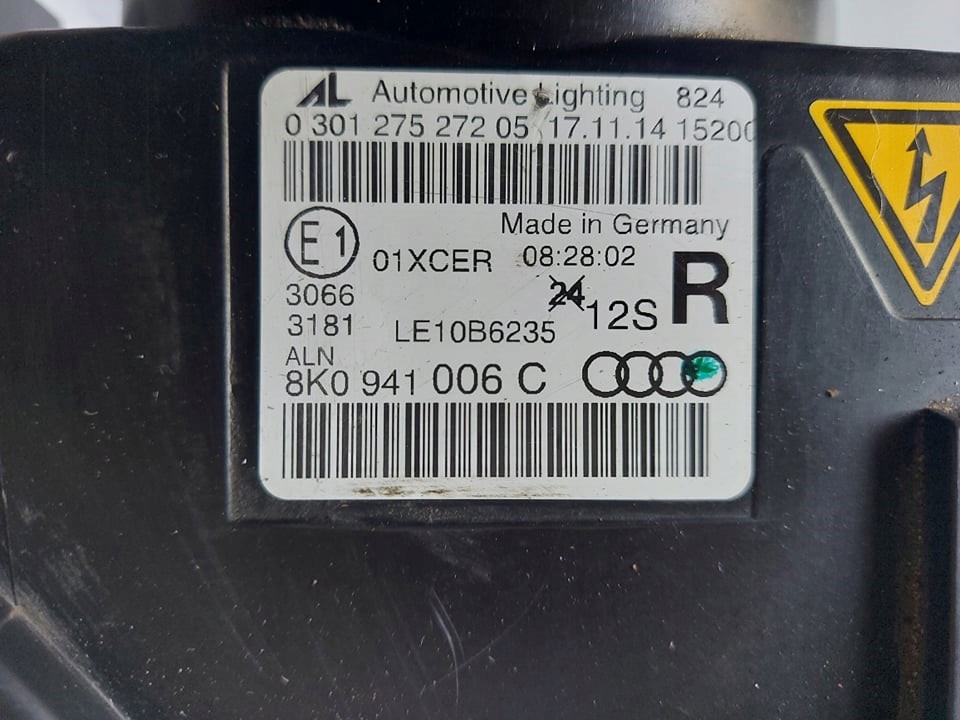 AL Automotive Lighting 824
0 301 275 272 05 17.11.14 15200
Made in Germany
E1 01XCER 08:28:02 R
3066 24 12S
3181 LE10B6235
ALN
8K0 941 006 C